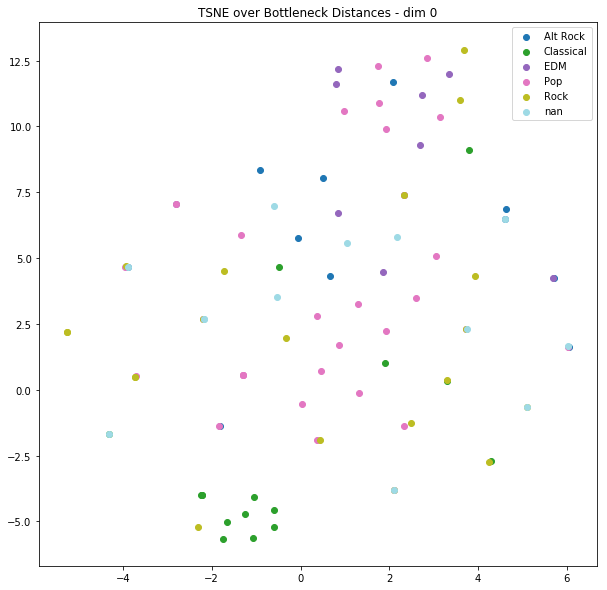 TSNE over Bottleneck Distances - dim 0
Alt Rock
Classical
EDM
Pop
Rock
nan
12.5
10.0
7.5
5.0
2.5
0.0
−2.5
−5.0
−4
−2
0
2
4
6